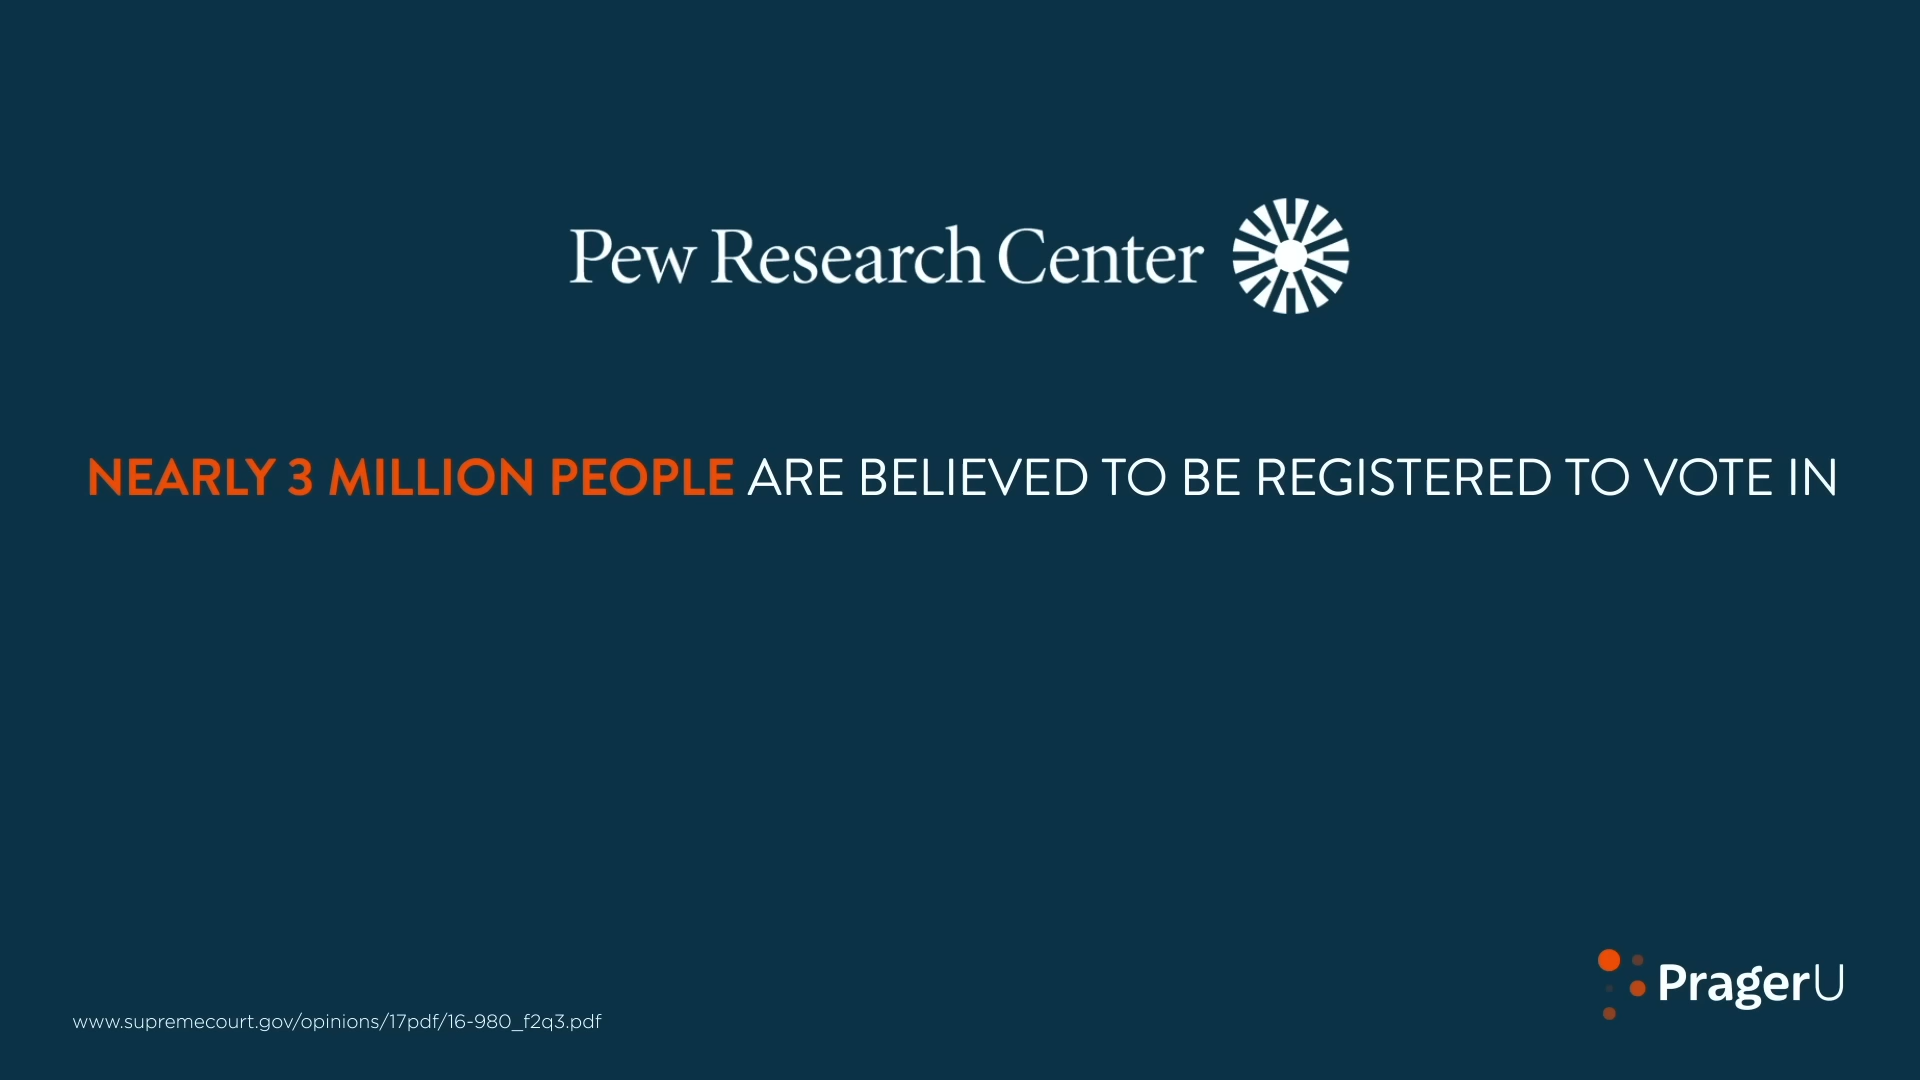 Pew Research Center
NEARLY 3 MILLION PEOPLE ARE BELIEVED TO BE REGISTERED TO VOTE IN
www.supremecourt.gov/opinions/17pdf/16-980_f2q3.pdf
PragerU